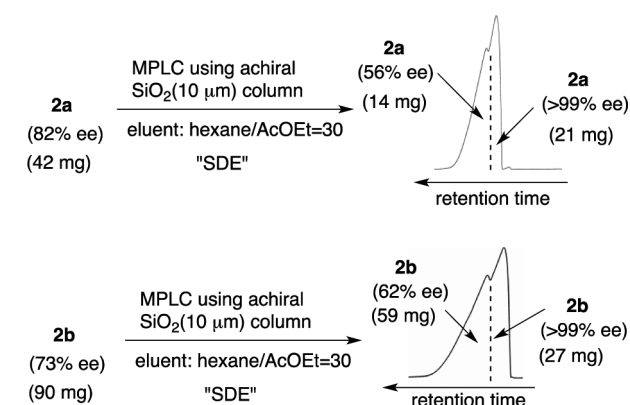 2a
(82% ee)
(42 mg)
MPLC using achiral
SiO₂(10 μm) column
eluent: hexane/AcOEt=30
"SDE"
2a
(56% ee)
(14 mg)
2a
(>99% ee)
(21 mg)
retention time
2b
(73% ee)
(90 mg)
MPLC using achiral
SiO₂(10 μm) column
eluent: hexane/AcOEt=30
"SDE"
2b
(62% ee)
(59 mg)
2b
(>99% ee)
(27 mg)
retention time